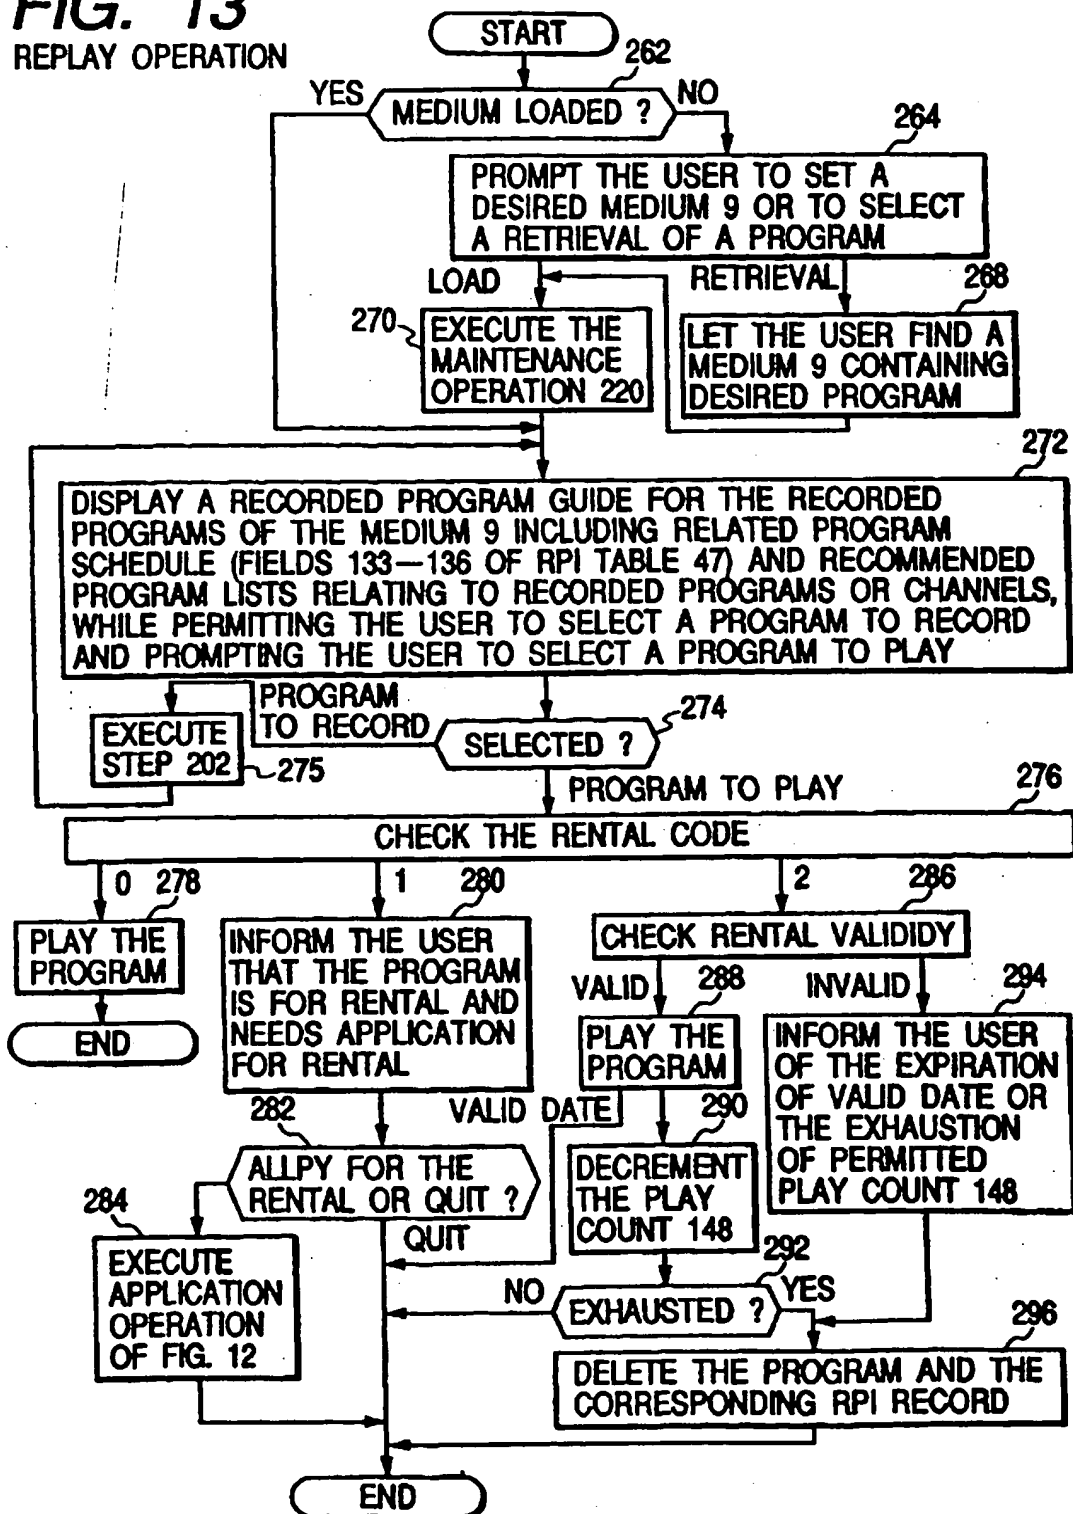 FIG. 13
REPLAY OPERATION
START
262
YES
MEDIUM LOADED ?
NO
264
PROMPT THE USER TO SET A
DESIRED MEDIUM 9 OR TO SELECT
A RETRIEVAL OF A PROGRAM
LOAD
RETRIEVAL
268
270
EXECUTE THE
MAINTENANCE
OPERATION 220
LET THE USER FIND A
MEDIUM 9 CONTAINING
DESIRED PROGRAM
272
DISPLAY A RECORDED PROGRAM GUIDE FOR THE RECORDED
PROGRAMS OF THE MEDIUM 9 INCLUDING RELATED PROGRAM
SCHEDULE (FIELDS 133—136 OF RPI TABLE 47) AND RECOMMENDED
PROGRAM LISTS RELATING TO RECORDED PROGRAMS OR CHANNELS,
WHILE PERMITTING THE USER TO SELECT A PROGRAM TO RECORD
AND PROMPTING THE USER TO SELECT A PROGRAM TO PLAY
PROGRAM
TO RECORD
274
SELECTED ?
EXECUTE
STEP 202
275
PROGRAM TO PLAY
276
CHECK THE RENTAL CODE
0
278
1
280
2
286
PLAY THE
PROGRAM
END
INFORM THE USER
THAT THE PROGRAM
IS FOR RENTAL AND
NEEDS APPLICATION
FOR RENTAL
CHECK RENTAL VALIDIDY
VALID
288
INVALID
294
PLAY THE
PROGRAM
INFORM THE USER
OF THE EXPIRATION
OF VALID DATE OR
THE EXHAUSTION
OF PERMITTED
PLAY COUNT 148
282
VALID DATE
290
ALLPY FOR THE
RENTAL OR QUIT ?
DECREMENT
THE PLAY
COUNT 148
284
QUIT
EXECUTE
APPLICATION
OPERATION
OF FIG. 12
292
NO
EXHAUSTED ?
YES
296
DELETE THE PROGRAM AND THE
CORRESPONDING RPI RECORD
END